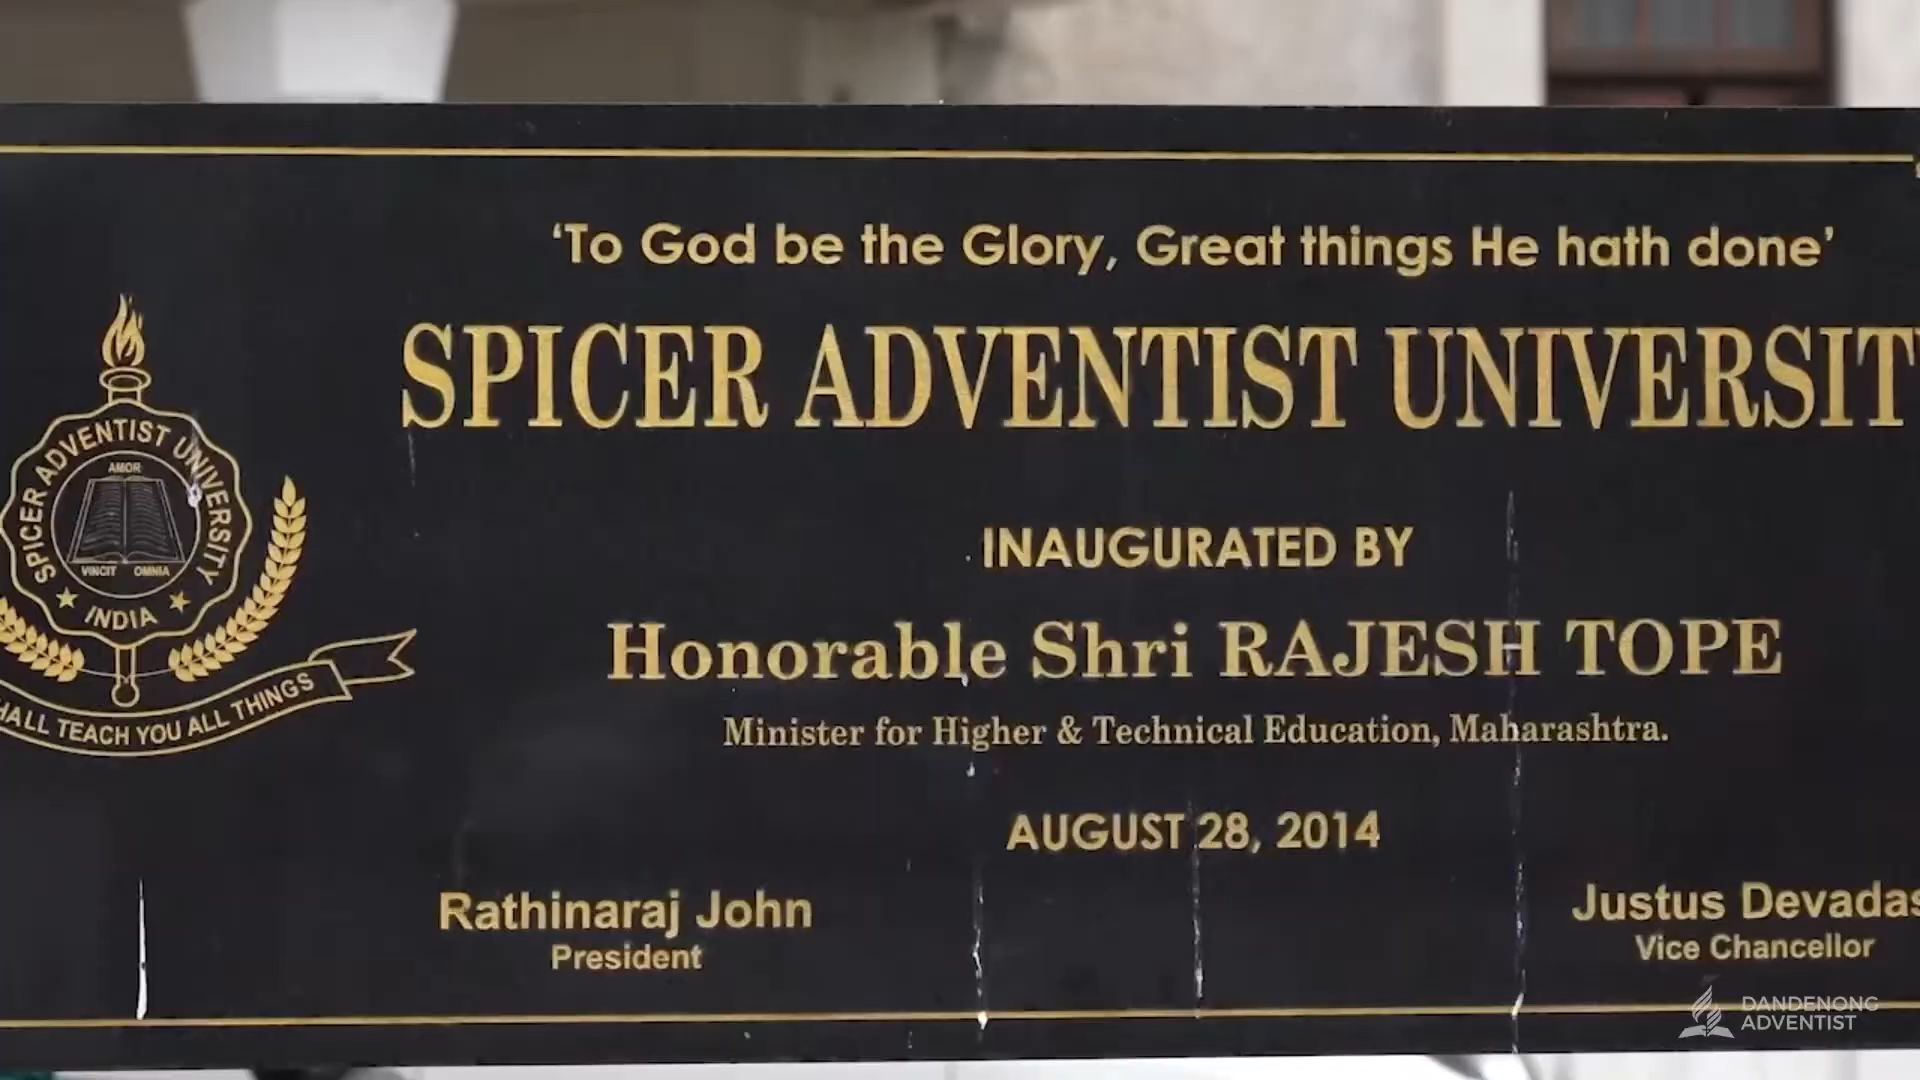 'To God be the Glory, Great things He hath done'
SPICER ADVENTIST UNIVERSIT
INAUGURATED BY
Honorable Shri RAJESH TOPE
Minister for Higher & Technical Education, Maharashtra.
AUGUST 28, 2014
Rathinaraj John
President
Justus Devadas
Vice Chancellor
SPICER ADVENTIST UNIVERSITY
AMOR
VINCIT OMNIA
INDIA
HALL TEACH YOU ALL THINGS
DANDENONG
ADVENTIST